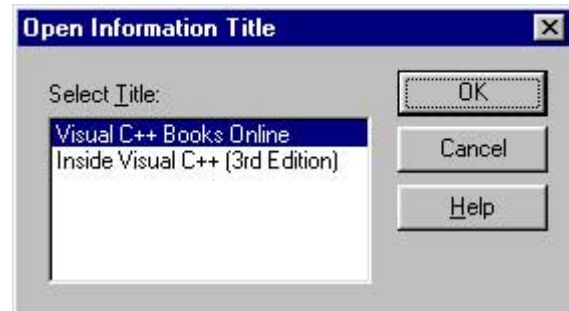 Open Information Title
Select Title:
Visual C++ Books Online
Inside Visual C++ (3rd Edition)
OK
Cancel
Help